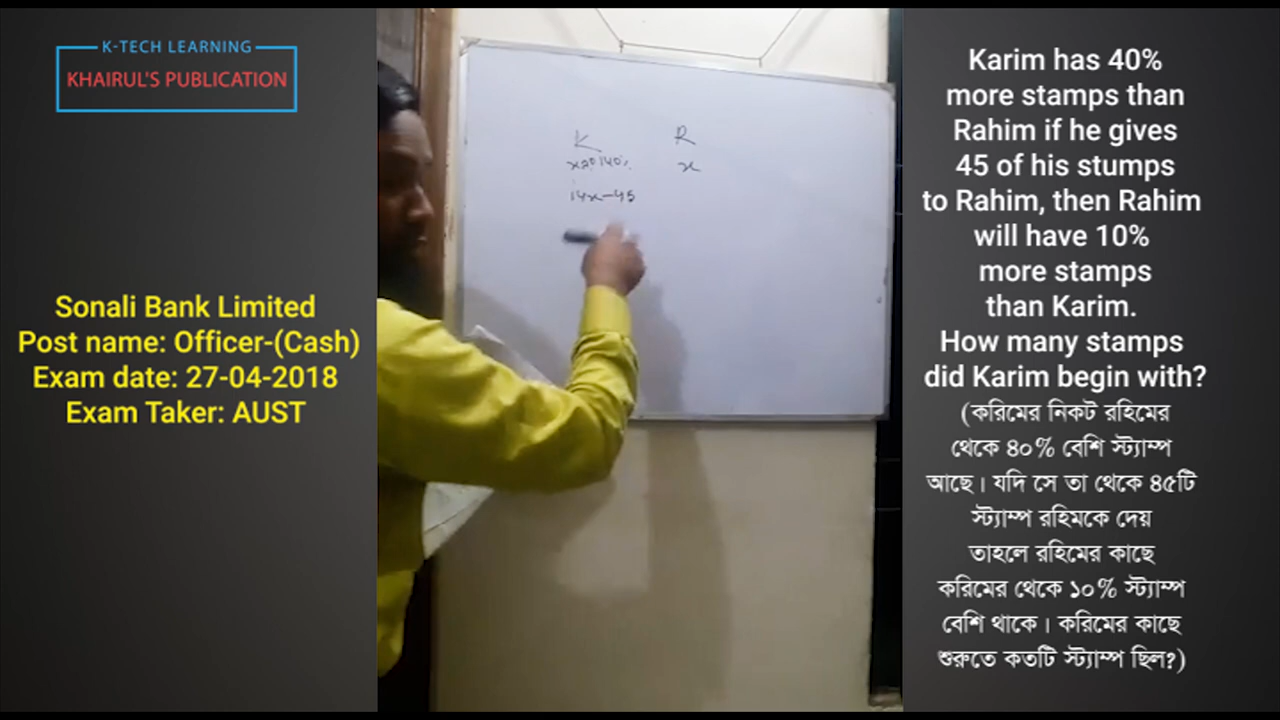 K-TECH LEARNING
KHAIRUL'S PUBLICATION
Sonali Bank Limited
Post name: Officer-(Cash)
Exam date: 27-04-2018
Exam Taker: AUST
K R
x
14x-45
Karim has 40%
more stamps than
Rahim if he gives
45 of his stumps
to Rahim, then Rahim
will have 10%
more stamps
than Karim.
How many stamps
did Karim begin with?
(করিমের নিকট রহিমের
থেকে ৪০% বেশি স্ট্যাম্প
আছে। যদি সে তা থেকে ৪৫টি
স্ট্যাম্প রহিমকে দেয়
তাহলে রহিমের কাছে
করিমের থেকে ১০% স্ট্যাম্প
বেশি থাকে। করিমের কাছে
শুরুতে কতটি স্ট্যাম্প ছিল?)